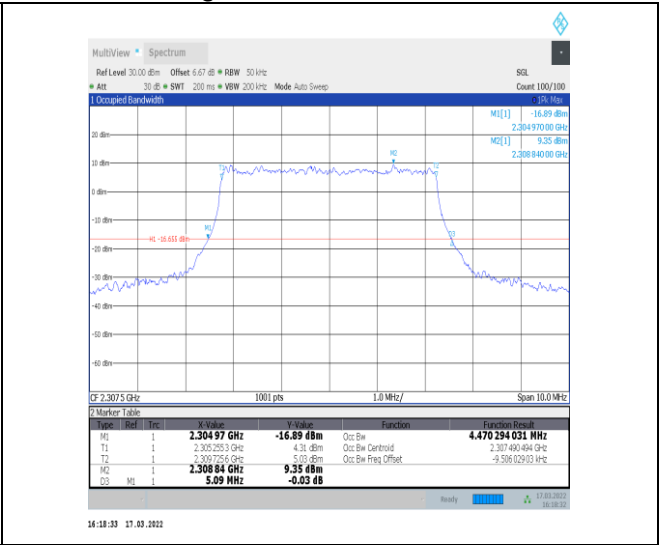 MultiView Spectrum
Ref Level 30.00 dBm Offset 6.67 dB RBW 50 kHz SGL
Att 30 dB SWT 200 ms VBW 200 kHz Mode Auto Sweep Count 100/100
1 Occupied Bandwidth 1Pk Max
M1[1] -16.89 dBm
2.304 970 00 GHz
20 dBm
M2[1] 9.35 dBm
2.308 840 00 GHz
M2
10 dBm
T1 T2
0 dBm
-10 dBm
M1
D3
H1 -16.655 dBm
-20 dBm
-30 dBm
-40 dBm
-50 dBm
-60 dBm
CF 2.307 5 GHz 1001 pts 1.0 MHz/ Span 10.0 MHz
2 Marker Table
Type Ref Trc X-Value Y-Value Function Function Result
M1 1 2.304 97 GHz -16.89 dBm Occ Bw 4.470 294 031 MHz
T1 1 2.305 255 3 GHz 4.31 dBm Occ Bw Centroid 2.307 490 494 GHz
T2 1 2.309 725 6 GHz 5.03 dBm Occ Bw Freq Offset -9.506 029 03 kHz
M2 1 2.308 84 GHz 9.35 dBm
D3 M1 1 5.09 MHz -0.03 dB
Ready 17.03.2022
16:18:32
16:18:33 17.03.2022